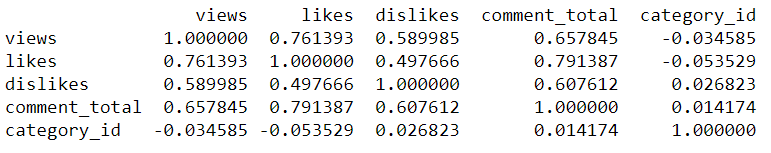 views likes dislikes comment_total category_id
views 1.000000 0.761393 0.589985 0.657845 -0.034585
likes 0.761393 1.000000 0.497666 0.791387 -0.053529
dislikes 0.589985 0.497666 1.000000 0.607612 0.026823
comment_total 0.657845 0.791387 0.607612 1.000000 0.014174
category_id -0.034585 -0.053529 0.026823 0.014174 1.000000